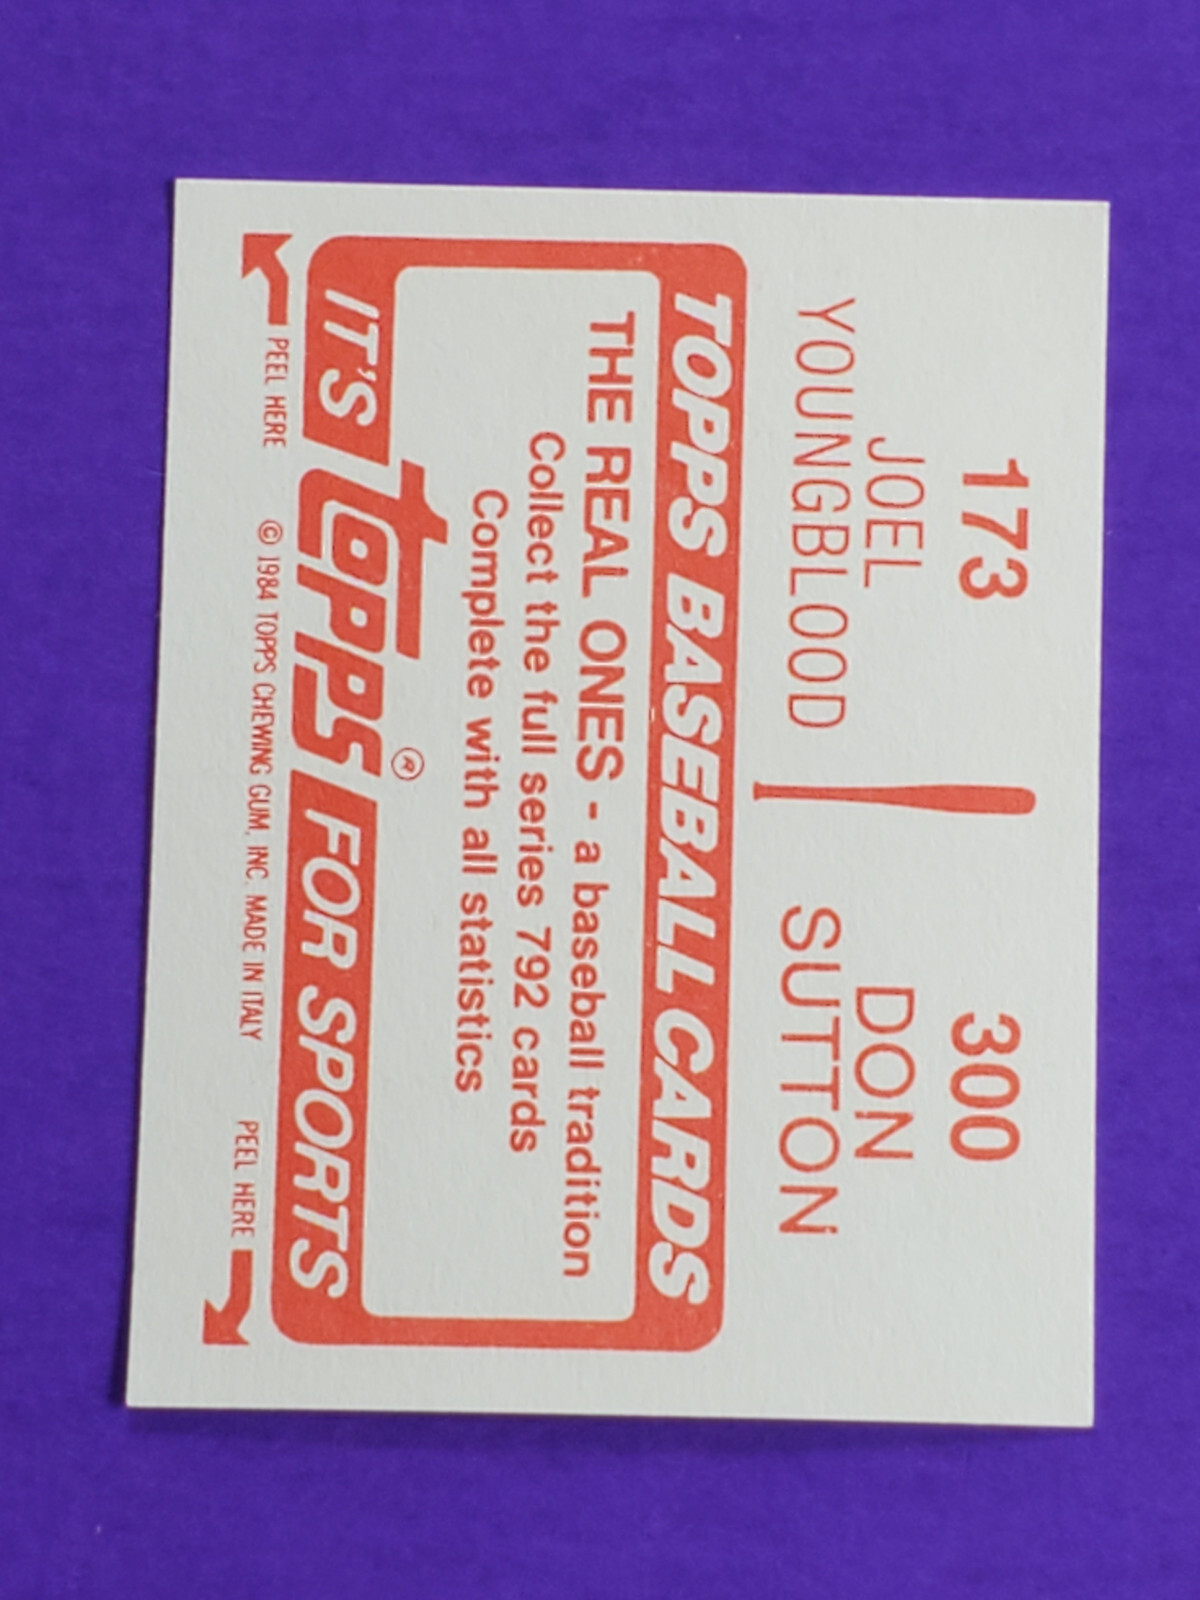 173
JOEL
YOUNGBLOOD
300
DON
SUTTON
TOPPS BASEBALL CARDS
THE REAL ONES - a baseball tradition
Collect the full series 792 cards
Complete with all statistics
IT'S Topps® FOR SPORTS
PEEL HERE © 1984 TOPPS CHEWING GUM, INC. MADE IN ITALY PEEL HERE